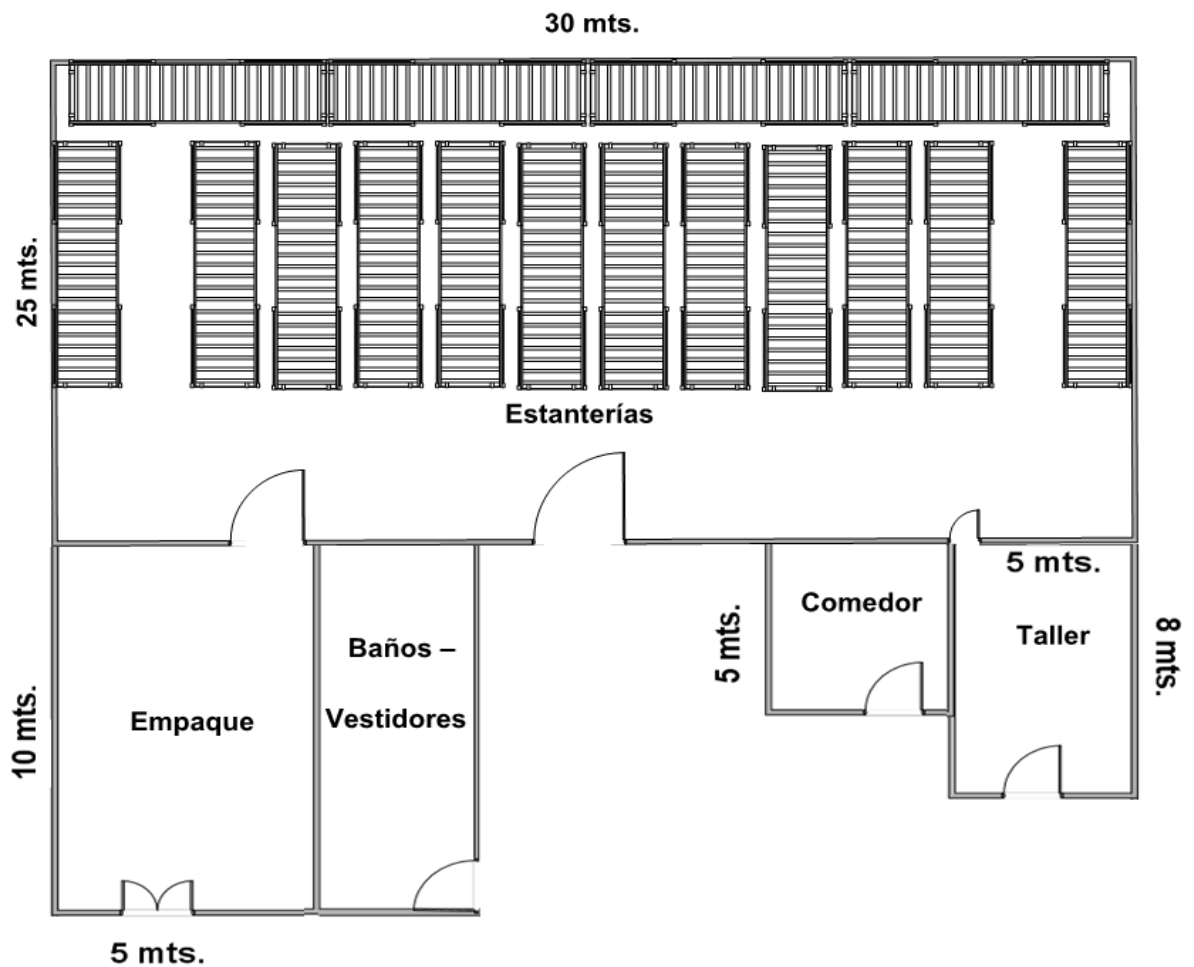 30 mts.
25 mts.
Estanterías
5 mts.
Comedor
5 mts.
Taller
8 mts.
Baños –
Vestidores
Empaque
10 mts.
5 mts.